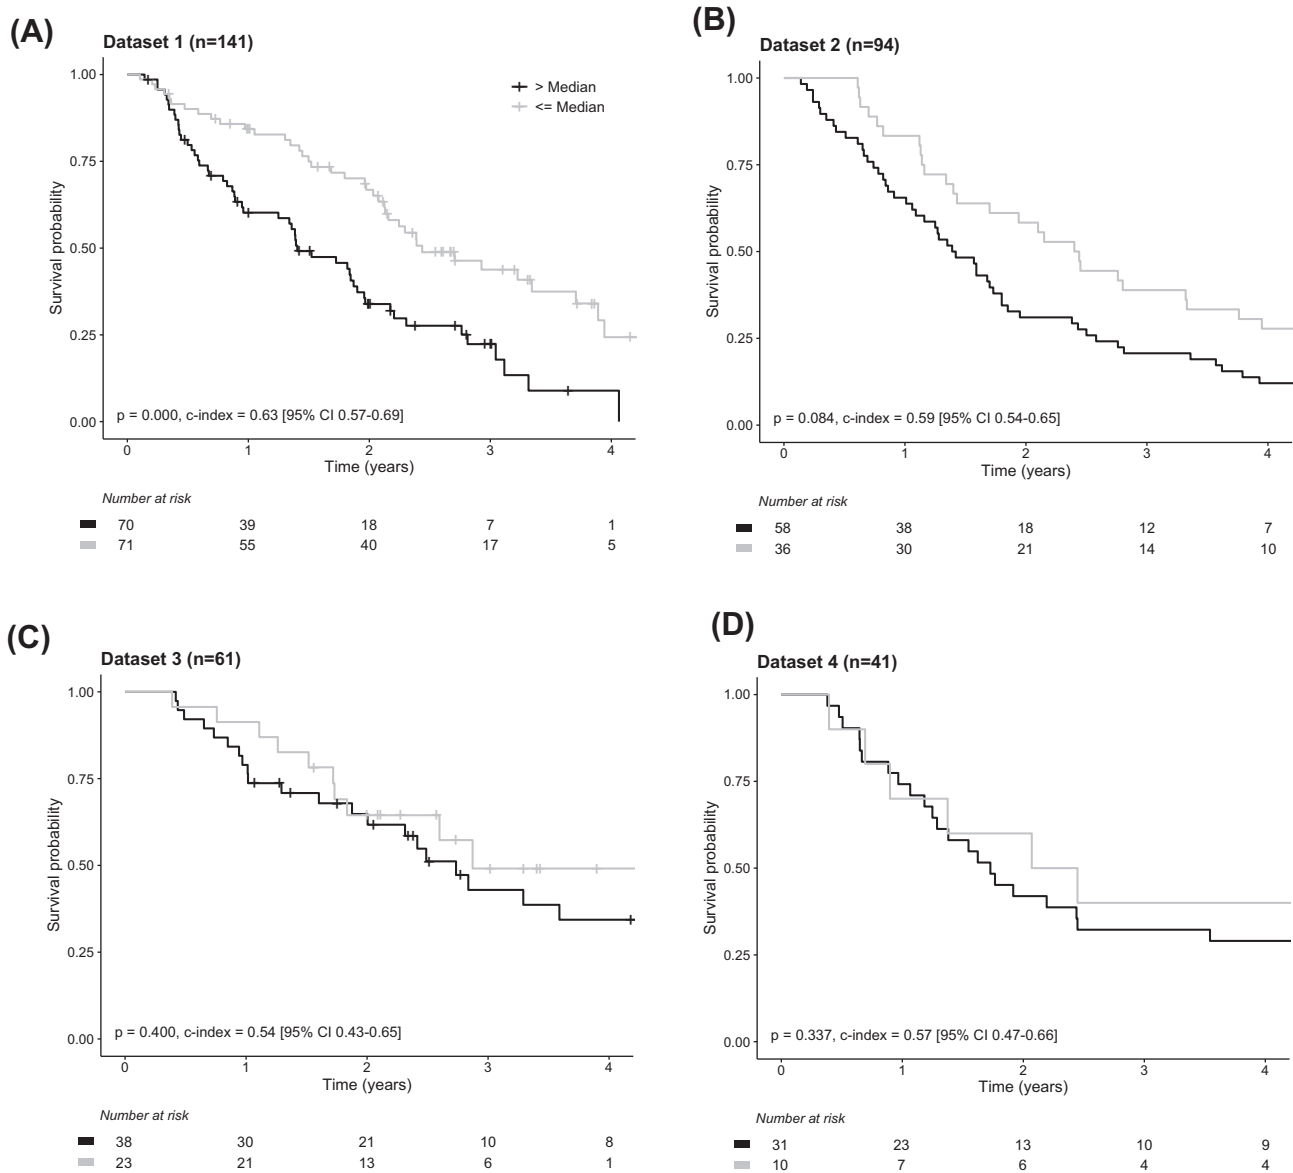 (A)
Dataset 1 (n=141)
1.00
0.75
0.50
0.25
0.00
Survival probability
> Median
<= Median
p = 0.000, c-index = 0.63 [95% CI 0.57-0.69]
0 1 2 3 4
Time (years)
Number at risk
70 39 18 7 1
71 55 40 17 5
(B)
Dataset 2 (n=94)
1.00
0.75
0.50
0.25
0.00
Survival probability
p = 0.084, c-index = 0.59 [95% CI 0.54-0.65]
0 1 2 3 4
Time (years)
Number at risk
58 38 18 12 7
36 30 21 14 10
(C)
Dataset 3 (n=61)
1.00
0.75
0.50
0.25
0.00
Survival probability
p = 0.400, c-index = 0.54 [95% CI 0.43-0.65]
0 1 2 3 4
Time (years)
Number at risk
38 30 21 10 8
23 21 13 6 1
(D)
Dataset 4 (n=41)
1.00
0.75
0.50
0.25
0.00
Survival probability
p = 0.337, c-index = 0.57 [95% CI 0.47-0.66]
0 1 2 3 4
Time (years)
Number at risk
31 23 13 10 9
10 7 6 4 4